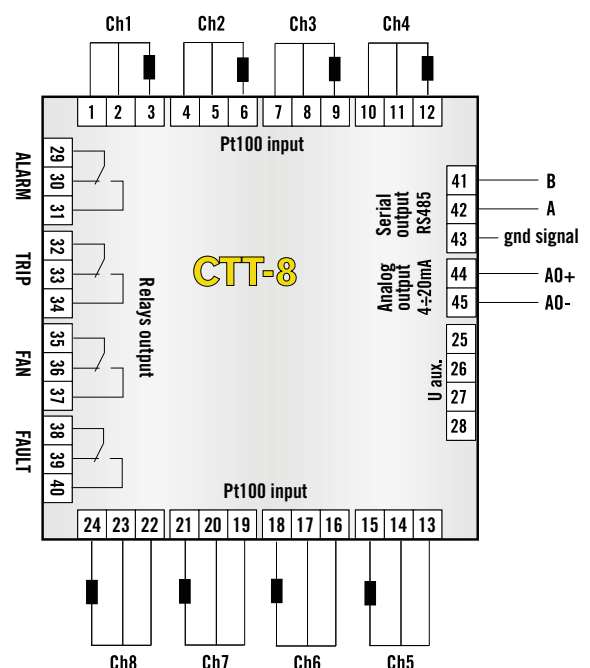 Ch1 Ch2 Ch3 Ch4
1 2 3 4 5 6 7 8 9 10 11 12
Pt100 input
ALARM
29
30
31
TRIP
32
33
34
FAN
35
36
37
FAULT
38
39
40
Relays output
CTT-8
Serial
output
RS485
41 B
42 A
43 gnd signal
Analog
output
4÷20mA
44 A0+
45 A0-
U aux.
25
26
27
28
Pt100 input
24 23 22 21 20 19 18 17 16 15 14 13
Ch8 Ch7 Ch6 Ch5